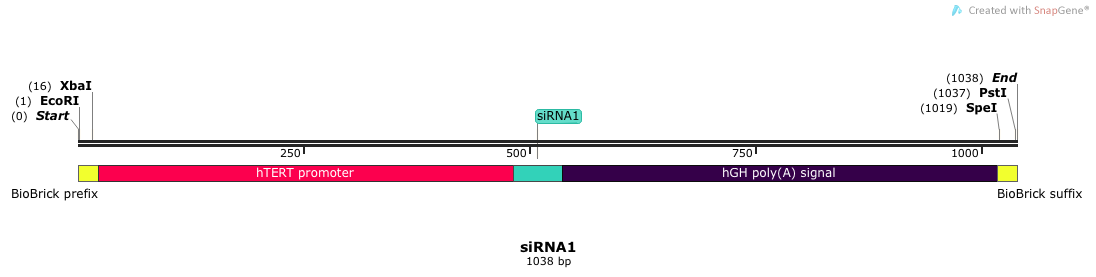 Created with SnapGene®
(1038) End
(16) XbaI
(1037) PstI
(1) EcoRI
(1019) SpeI
(0) Start
siRNA1
250
500
750
1000
hTERT promoter
hGH poly(A) signal
BioBrick prefix
BioBrick suffix
siRNA1
1038 bp